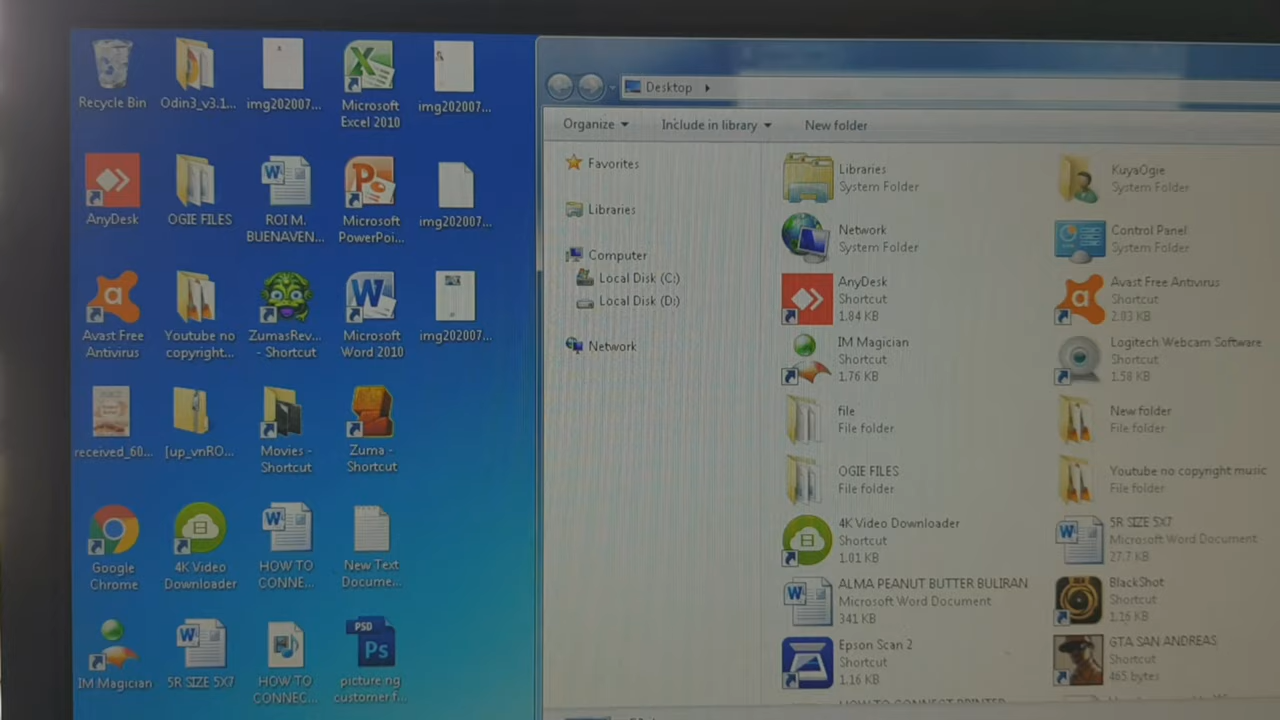 Recycle Bin
Odin3_v3.1...
img202007...
Microsoft
Excel 2010
img202007...
AnyDesk
OGIE FILES
ROI M.
BUENAVEN...
Microsoft
PowerPoi...
img202007...
Avast Free
Antivirus
Youtube no
copyright...
ZumasRev...
- Shortcut
Microsoft
Word 2010
img202007...
received_60...
[up_vnRO...
Movies -
Shortcut
Zuma -
Shortcut
Google
Chrome
4K Video
Downloader
HOW TO
CONNE...
New Text
Docume...
IM Magician
5R SIZE 5X7
HOW TO
CONNEC...
PSD
Ps
picture ng
customer.f...
Desktop
Organize
Include in library
New folder
Favorites
Libraries
Computer
Local Disk (C:)
Local Disk (D:)
Network
Libraries
System Folder
KuyaOgie
System Folder
Network
System Folder
Control Panel
System Folder
AnyDesk
Shortcut
1.84 KB
Avast Free Antivirus
Shortcut
2.03 KB
IM Magician
Shortcut
1.76 KB
Logitech Webcam Software
Shortcut
1.58 KB
file
File folder
New folder
File folder
OGIE FILES
File folder
Youtube no copyright music
File folder
4K Video Downloader
Shortcut
1.01 KB
5R SIZE 5X7
Microsoft Word Document
27.7 KB
ALMA PEANUT BUTTER BULIRAN
Microsoft Word Document
341 KB
BlackShot
Shortcut
1.16 KB
Epson Scan 2
Shortcut
1.16 KB
GTA SAN ANDREAS
Shortcut
465 bytes
HOW TO CONNECT PRINTER